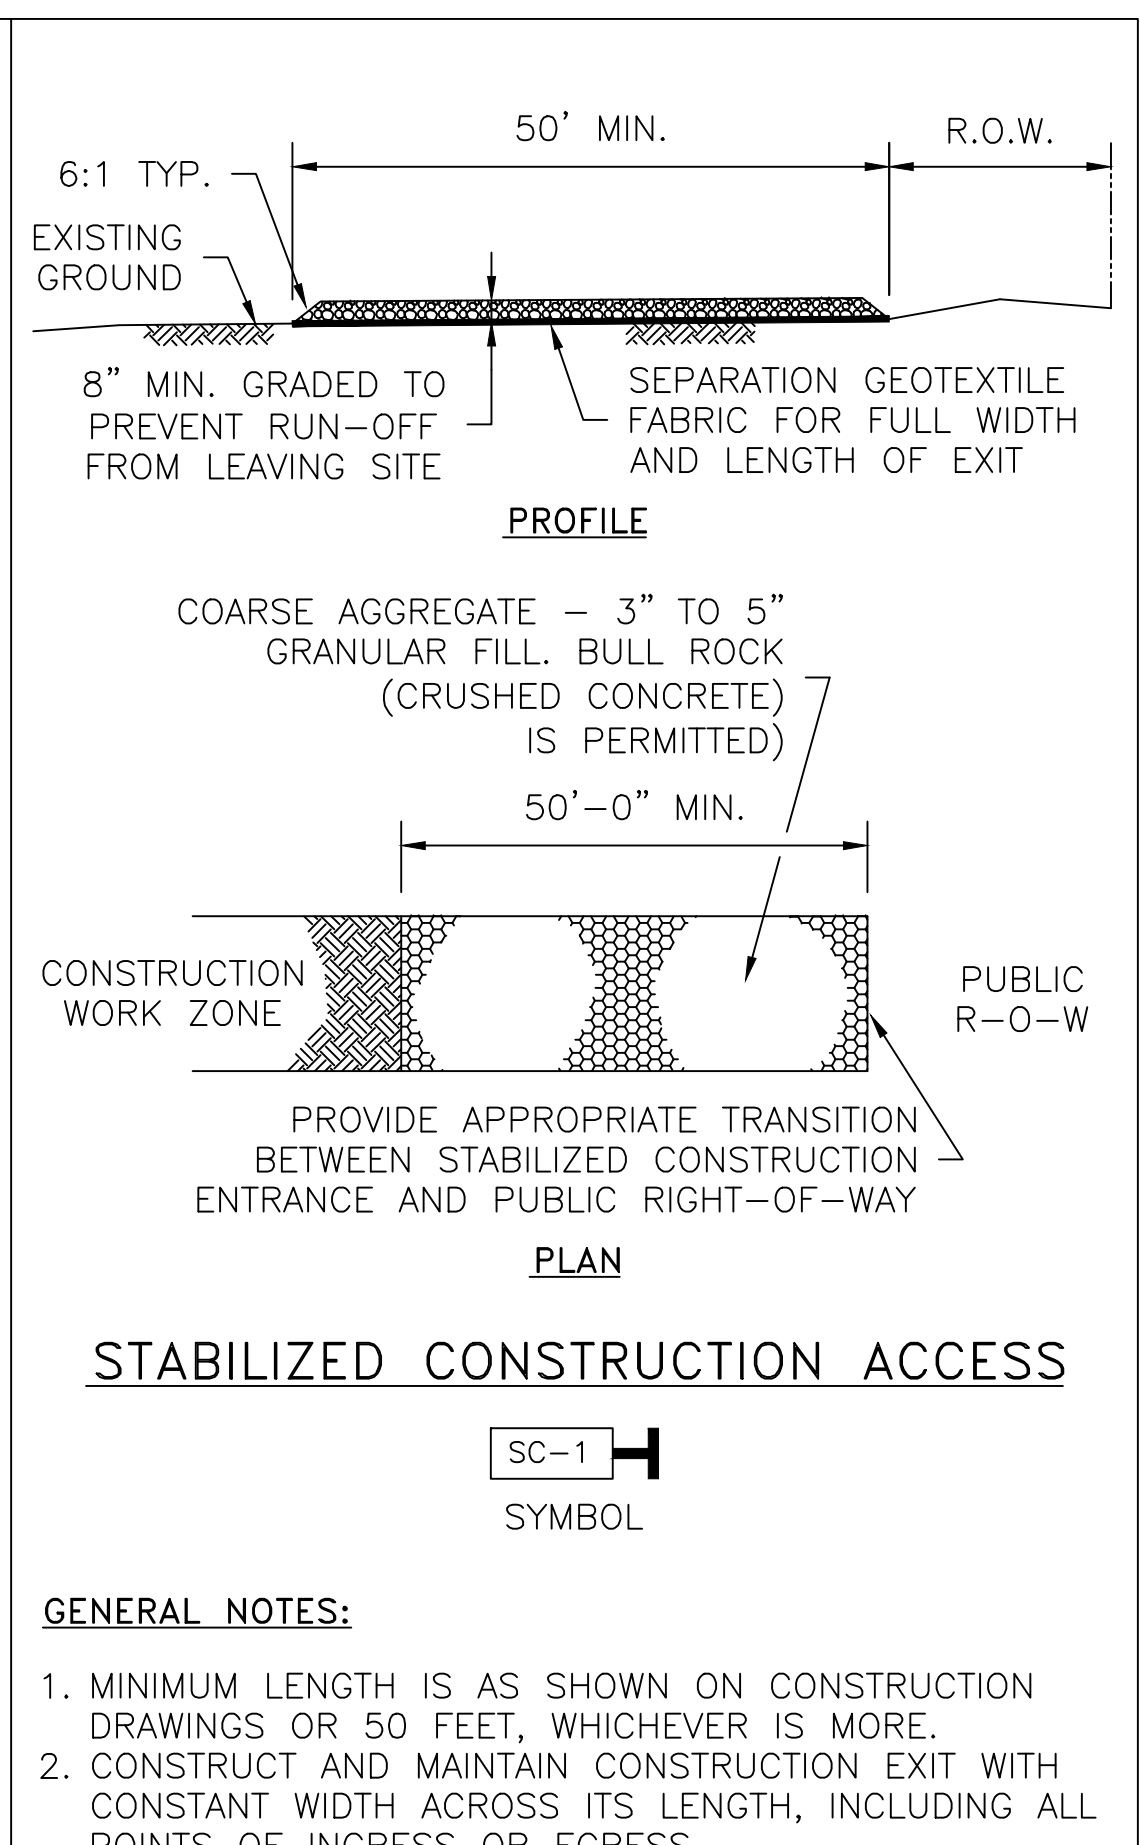 50' MIN.
R.O.W.
6:1 TYP.
EXISTING
GROUND
8" MIN. GRADED TO
PREVENT RUN-OFF
FROM LEAVING SITE
SEPARATION GEOTEXTILE
FABRIC FOR FULL WIDTH
AND LENGTH OF EXIT
PROFILE
COARSE AGGREGATE – 3" TO 5"
GRANULAR FILL. BULL ROCK
(CRUSHED CONCRETE)
IS PERMITTED)
50'-0" MIN.
CONSTRUCTION
WORK ZONE
PUBLIC
R-O-W
PROVIDE APPROPRIATE TRANSITION
BETWEEN STABILIZED CONSTRUCTION
ENTRANCE AND PUBLIC RIGHT-OF-WAY
PLAN
STABILIZED CONSTRUCTION ACCESS
SC-1
SYMBOL
GENERAL NOTES:
1. MINIMUM LENGTH IS AS SHOWN ON CONSTRUCTION
DRAWINGS OR 50 FEET, WHICHEVER IS MORE.
2. CONSTRUCT AND MAINTAIN CONSTRUCTION EXIT WITH
CONSTANT WIDTH ACROSS ITS LENGTH, INCLUDING ALL
POINTS OF INGRESS OR EGRESS